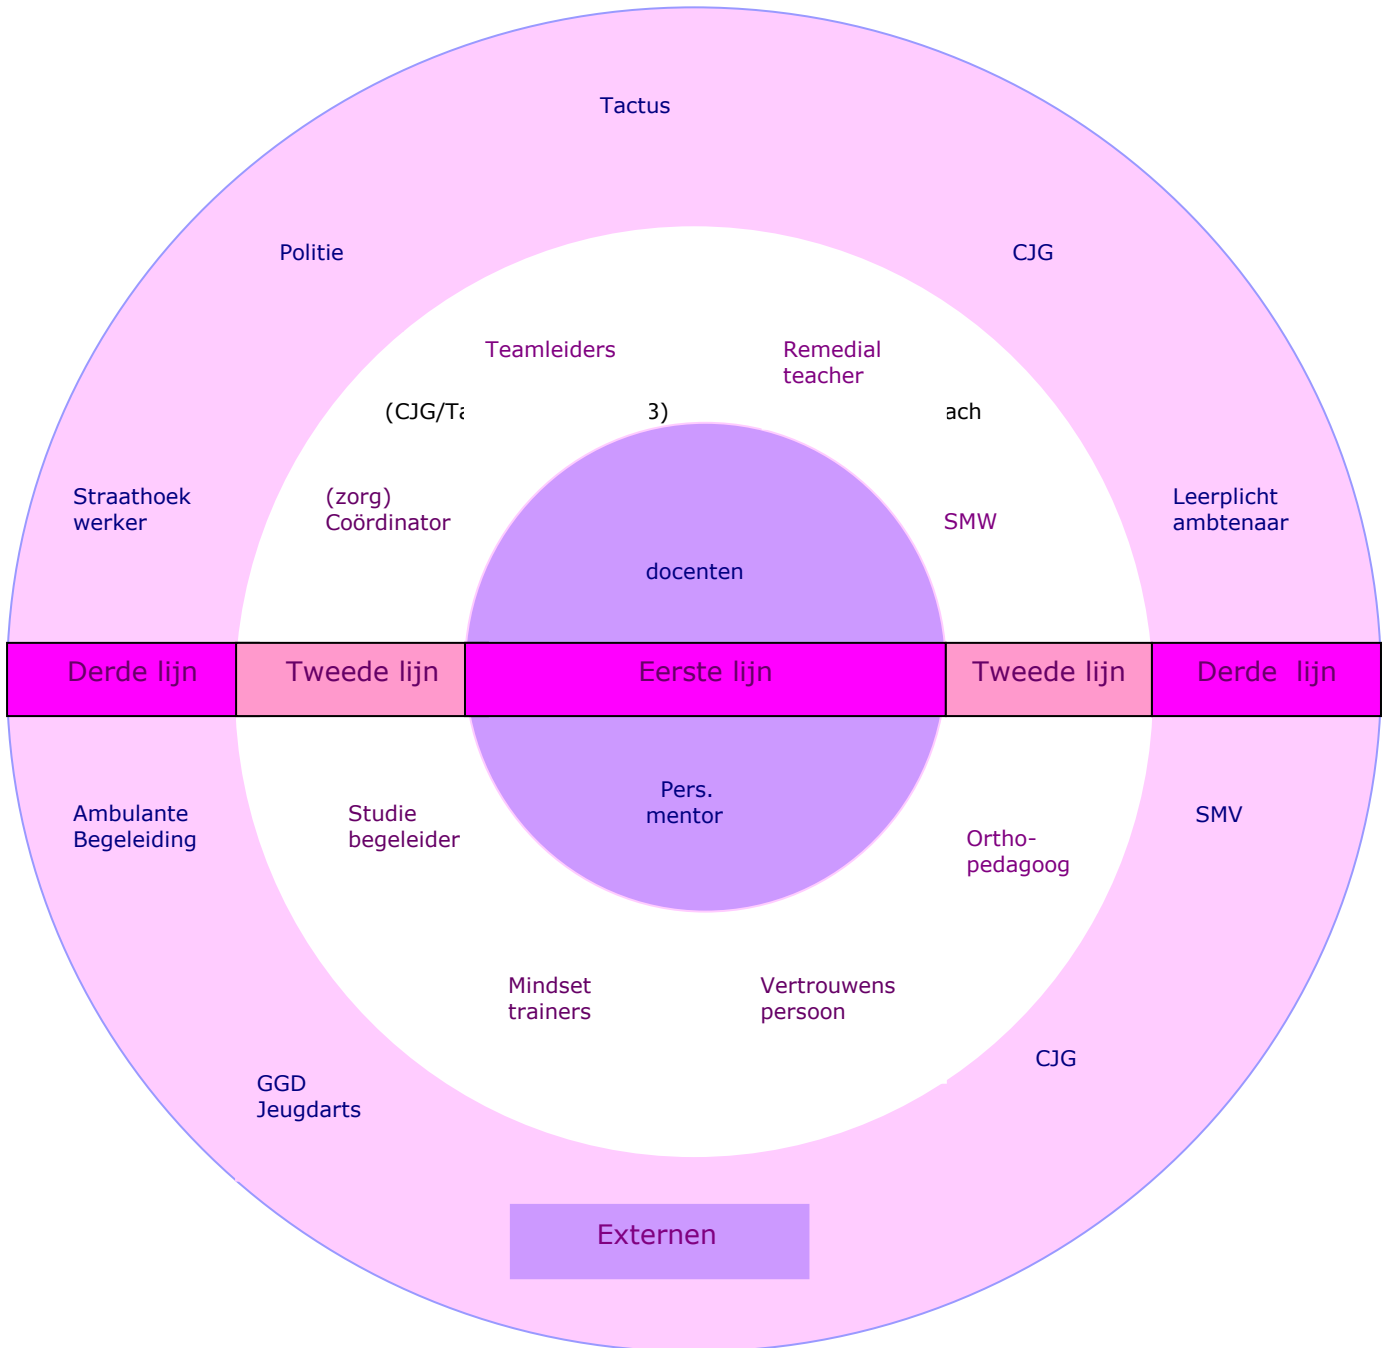 Tactus
Politie
CJG
Teamleiders
Remedial
teacher
(CJG/Ta
3)
ach
Straathoek
werker
(zorg)
Coördinator
SMW
Leerplicht
ambtenaar
docenten
Derde lijn
Tweede lijn
Eerste lijn
Tweede lijn
Derde lijn
Pers.
mentor
Ambulante
Begeleiding
Studie
begeleider
Ortho-
pedagoog
SMV
Mindset
trainers
Vertrouwens
persoon
CJG
GGD
Jeugdarts
Externen